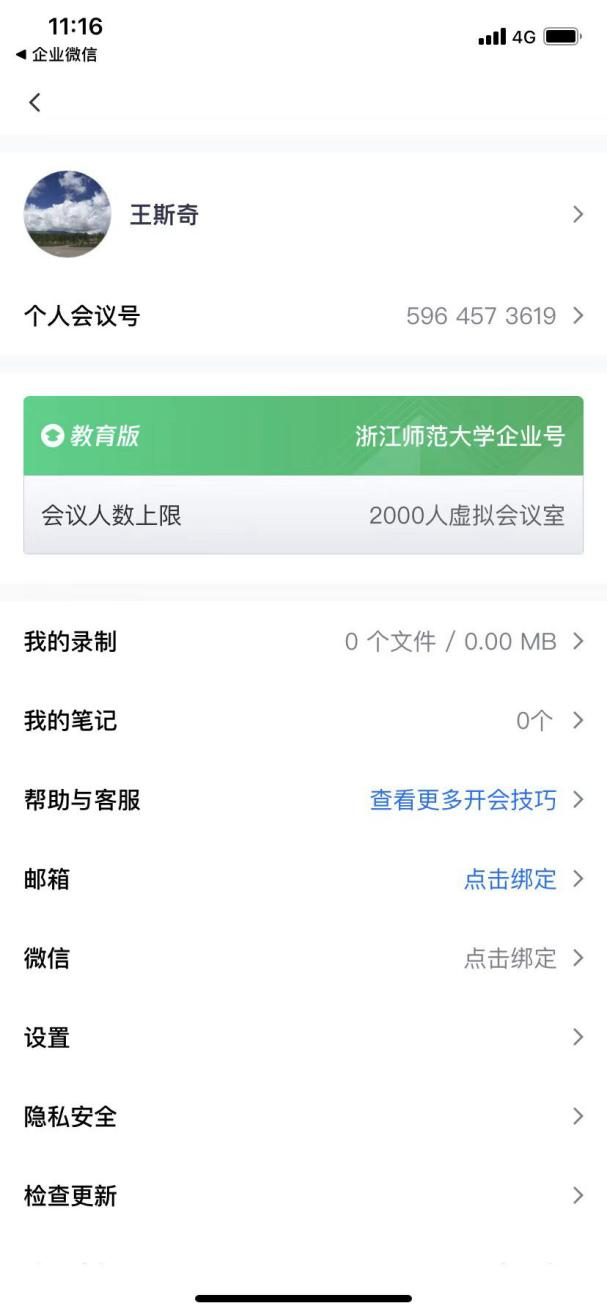 11:16
4G
企业微信
王斯奇
个人会议号 596 457 3619
教育版 浙江师范大学企业号
会议人数上限 2000人虚拟会议室
我的录制 0 个文件 / 0.00 MB
我的笔记 0个
帮助与客服 查看更多开会技巧
邮箱 点击绑定
微信 点击绑定
设置
隐私安全
检查更新